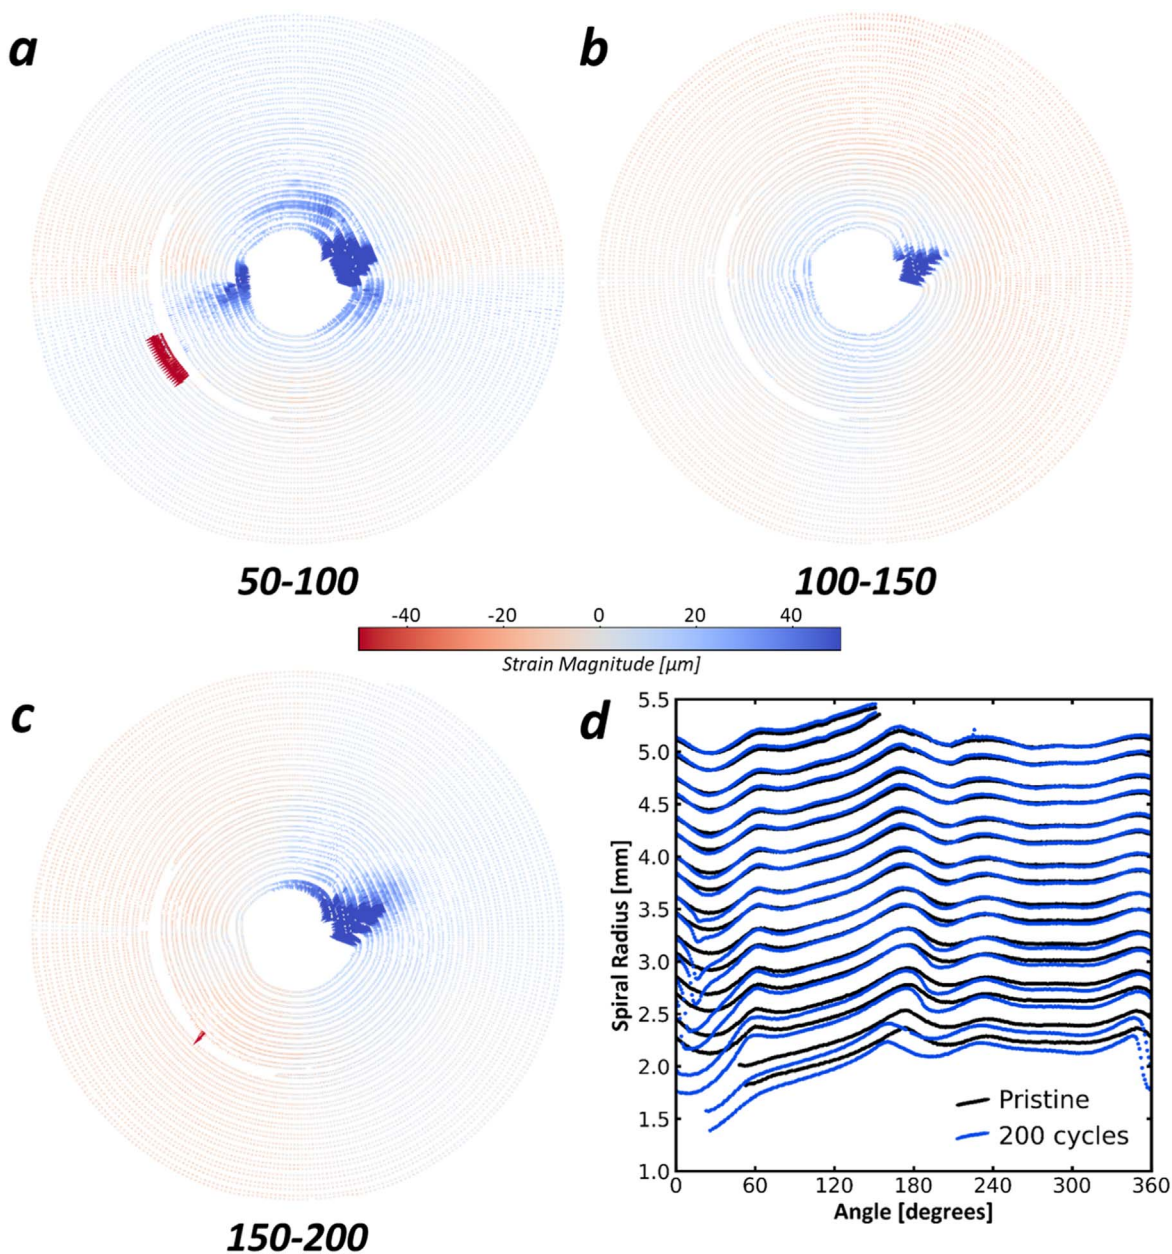 a
b
50-100
100-150
-40 -20 0 20 40
Strain Magnitude [μm]
c
d
5.5
5.0
4.5
4.0
3.5
3.0
2.5
2.0
1.5
1.0
Spiral Radius [mm]
Pristine
200 cycles
0 60 120 180 240 300 360
Angle [degrees]
150-200